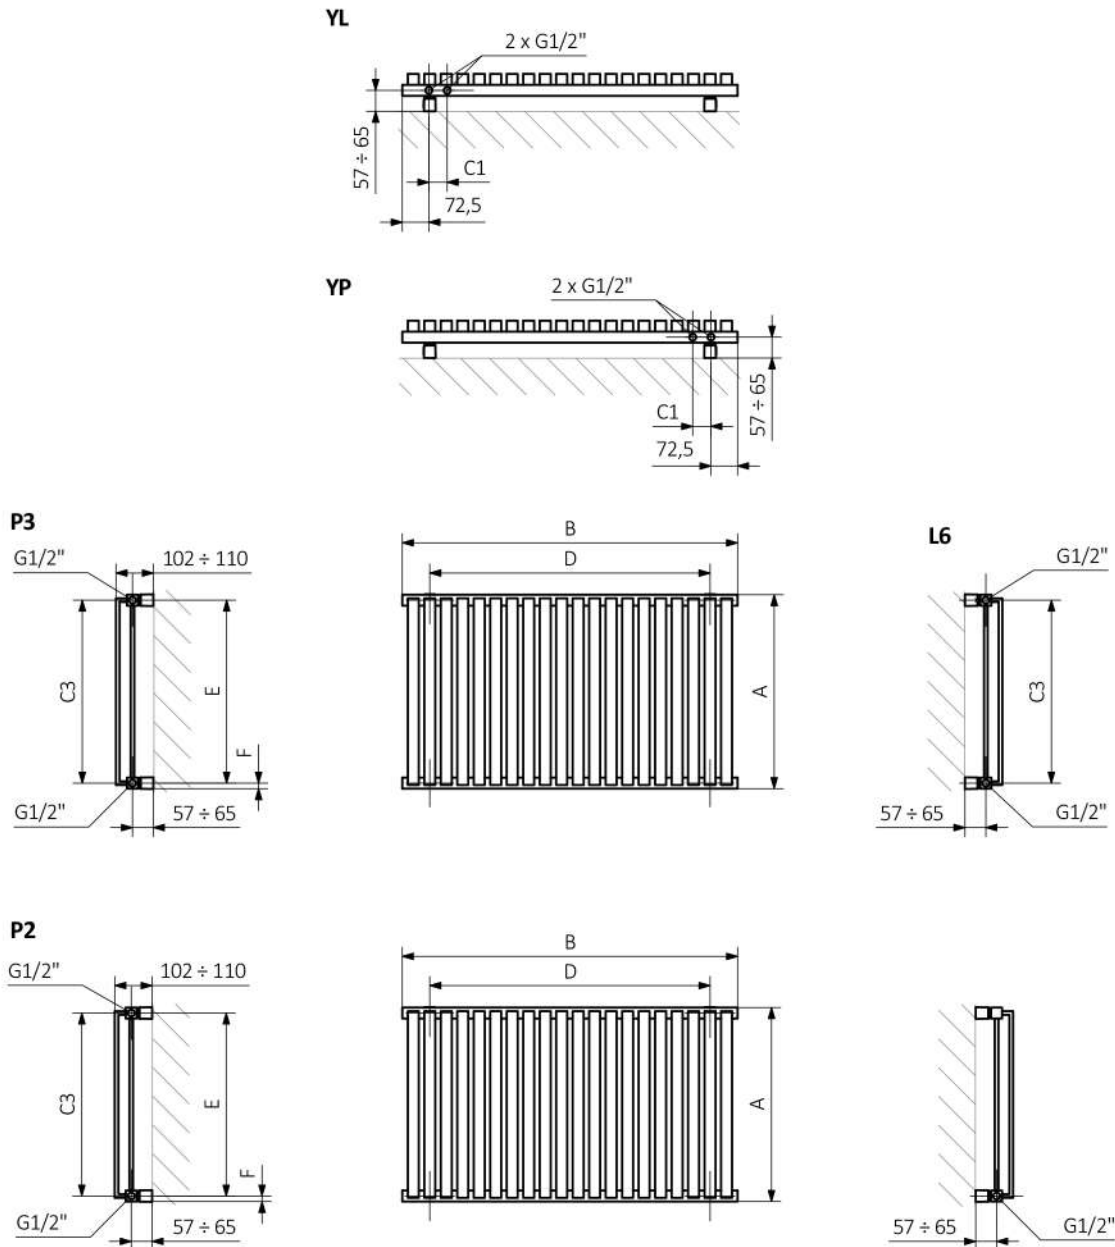 YL
2 x G1/2"
57 ÷ 65
C1
72,5
YP
2 x G1/2"
57 ÷ 65
C1
72,5
P3
G1/2"
102 ÷ 110
C3
E
F
G1/2"
57 ÷ 65
B
D
A
L6
G1/2"
C3
57 ÷ 65
G1/2"
P2
G1/2"
102 ÷ 110
C3
E
F
G1/2"
57 ÷ 65
B
D
A
57 ÷ 65
G1/2"